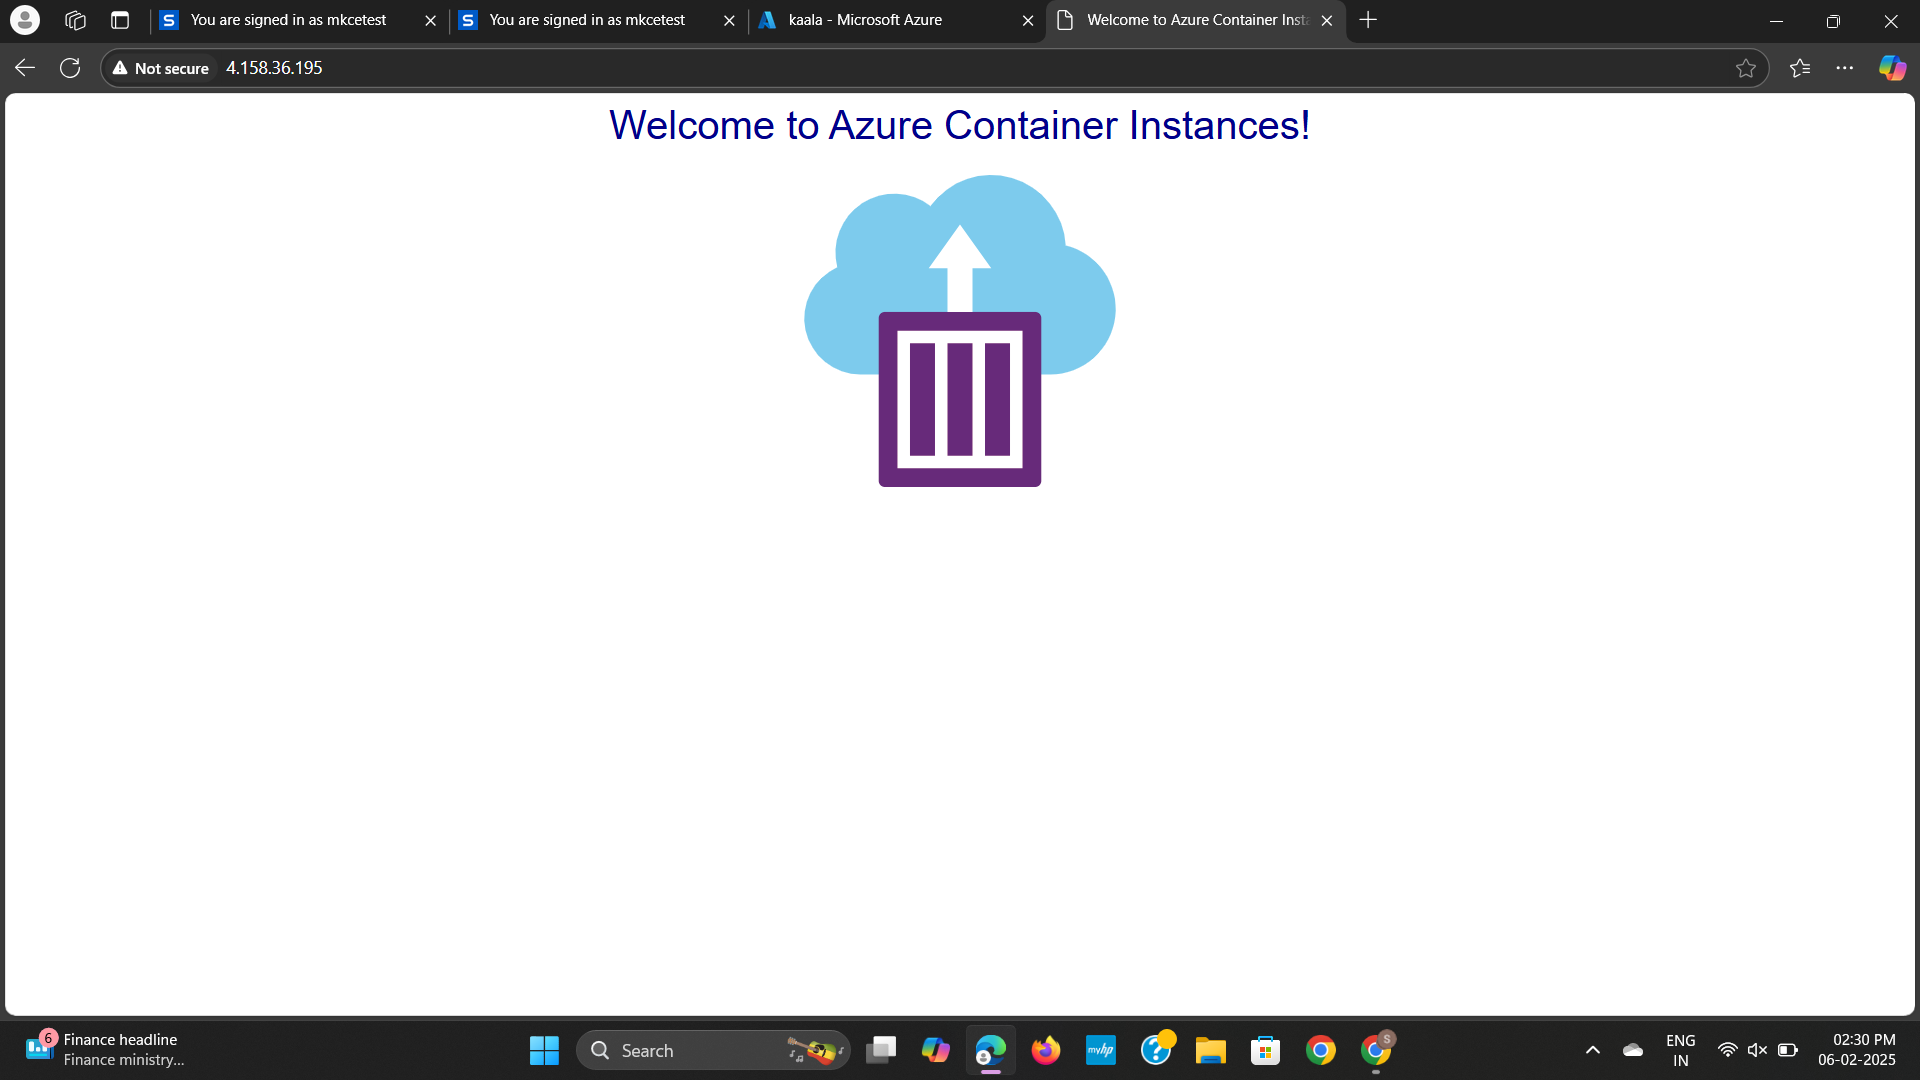 You are signed in as mkcetest
You are signed in as mkcetest
kaala - Microsoft Azure
Welcome to Azure Container Insta
Not secure
4.158.36.195
Welcome to Azure Container Instances!
6
Finance headline
Finance ministry...
Search
myhp
S
ENG
IN
02:30 PM
06-02-2025